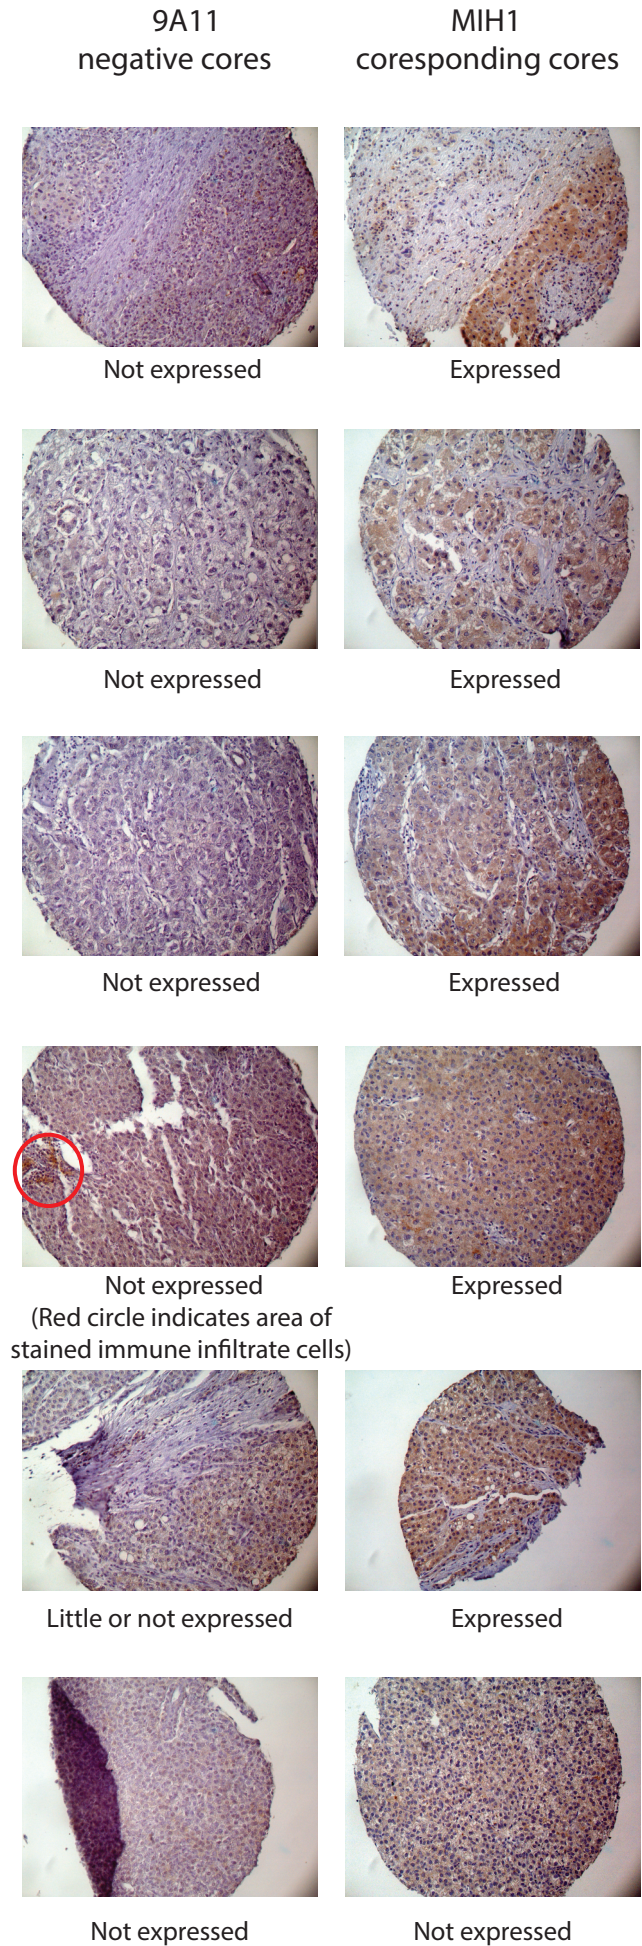 9A11
negative cores
MIH1
coresponding cores
Not expressed
Expressed
Not expressed
Expressed
Not expressed
Expressed
Not expressed
(Red circle indicates area of
stained immune infiltrate cells)
Expressed
Little or not expressed
Expressed
Not expressed
Not expressed